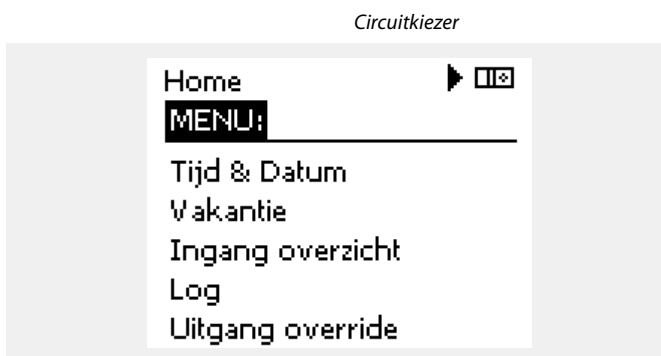 Circuitkiezer
Home
MENU:
Tijd & Datum
Vakantie
Ingang overzicht
Log
Uitgang override